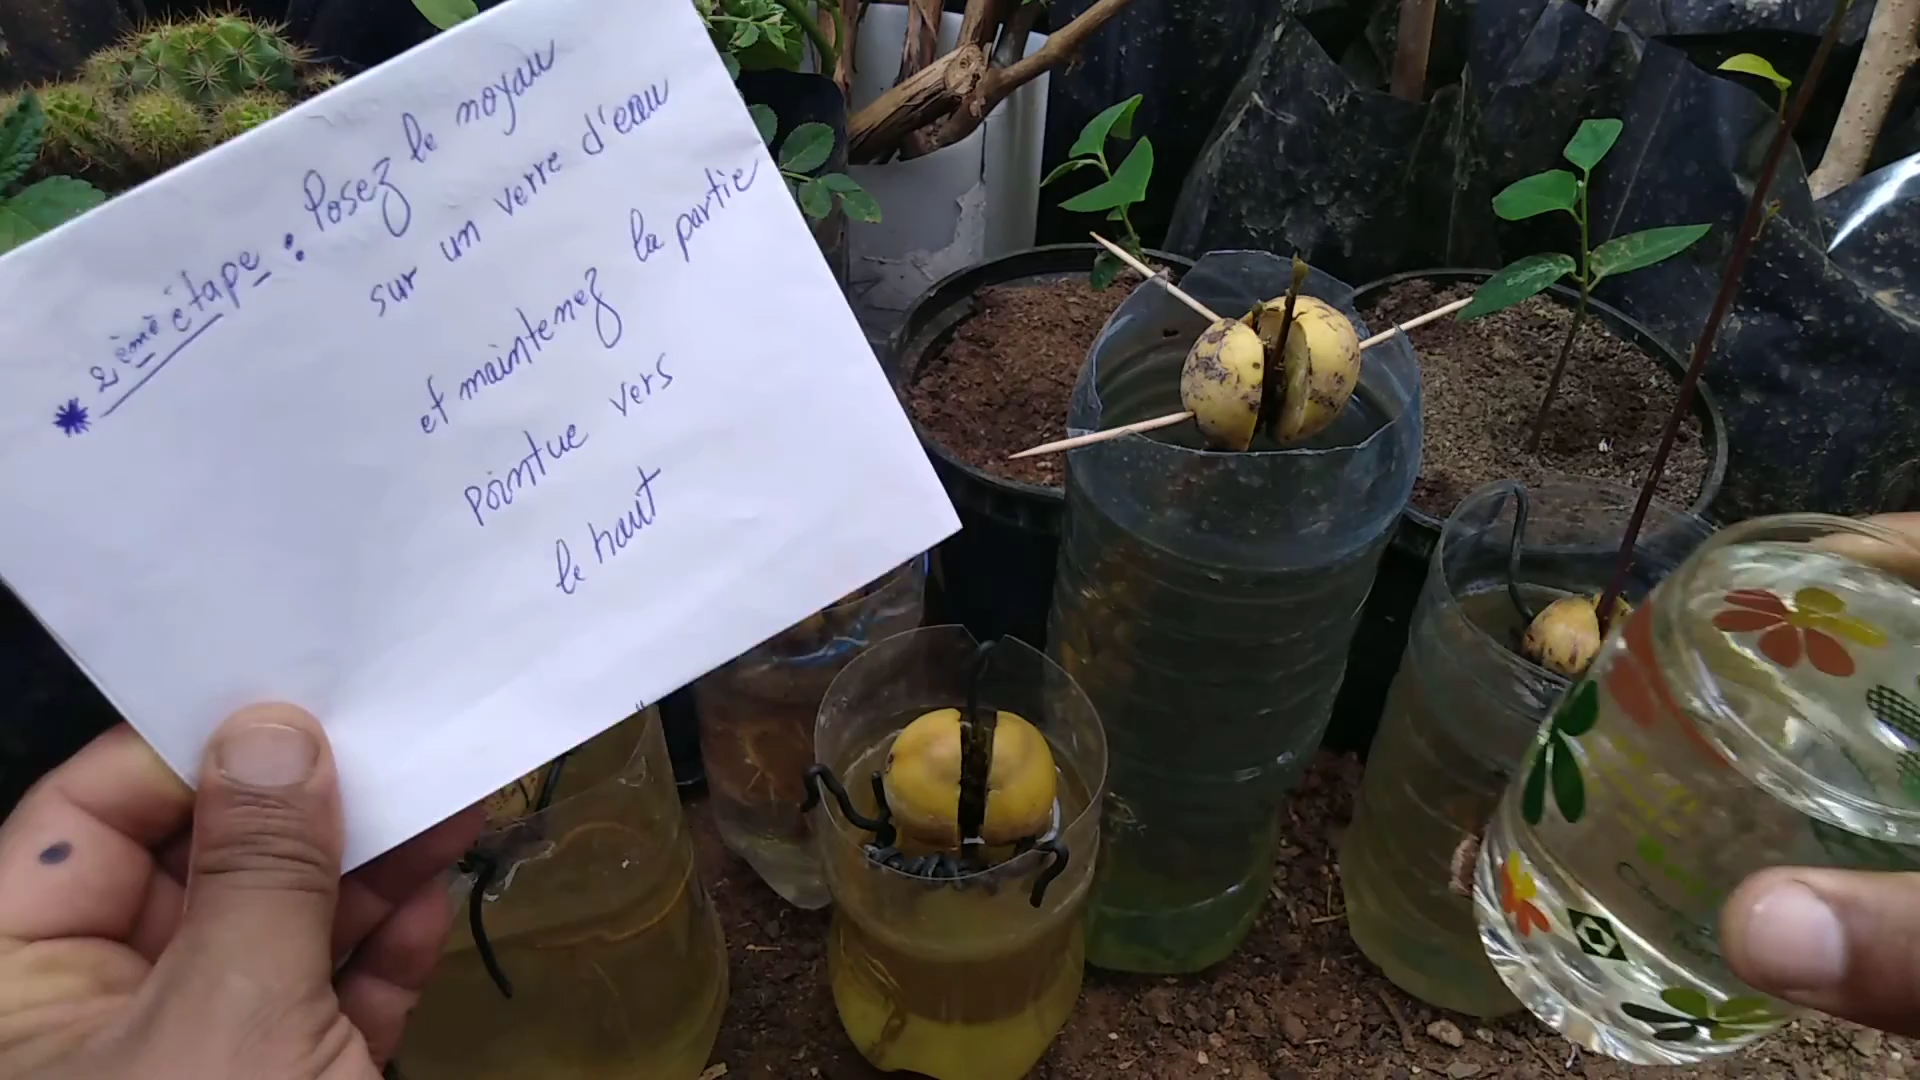 * 2ème étape : Posez le noyau
sur un verre d'eau
et maintenez la partie
pointue vers
le haut